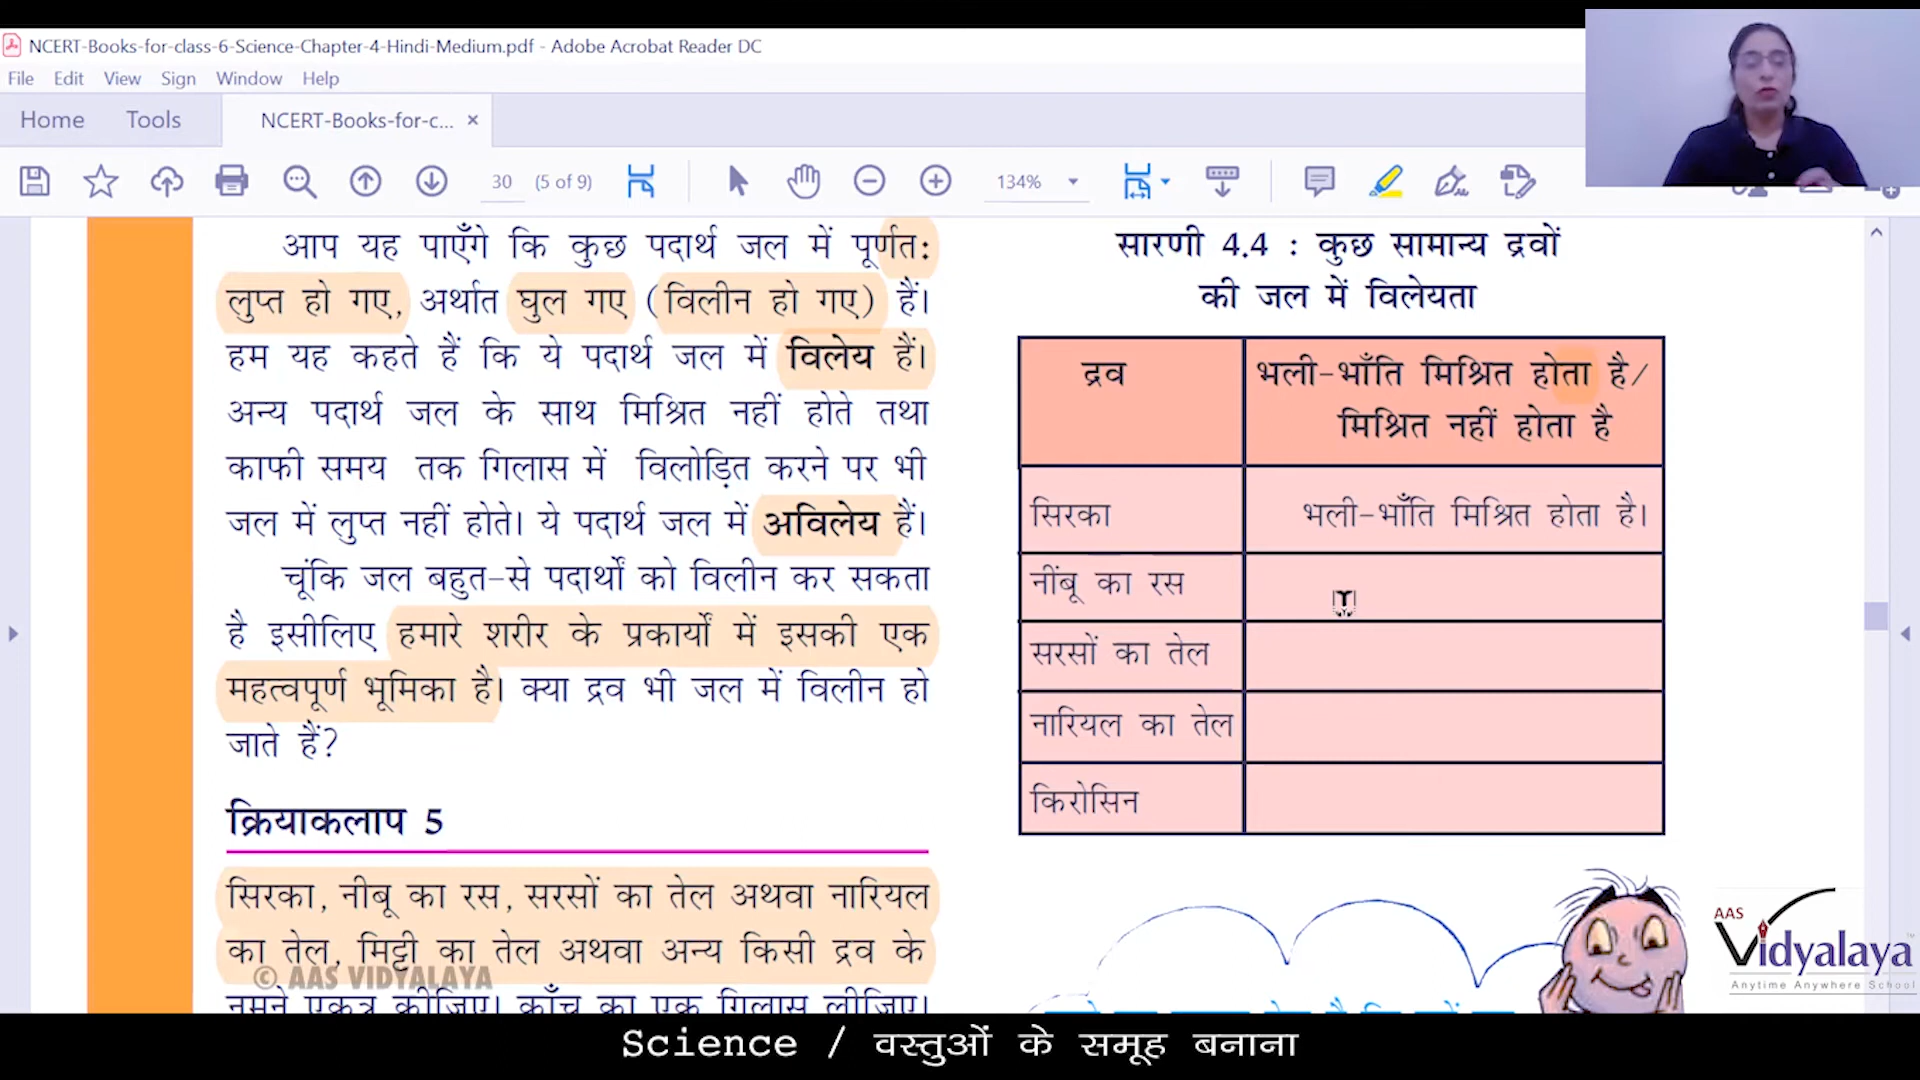 NCERT-Books-for-class-6-Science-Chapter-4-Hindi-Medium.pdf - Adobe Acrobat Reader DC
File Edit View Sign Window Help
Home Tools NCERT-Books-for-c... ×
30 (5 of 9) 134%
आप यह पाएँगे कि कुछ पदार्थ जल में पूर्णत:
लुप्त हो गए, अर्थात घुल गए (विलीन हो गए) हैं।
हम यह कहते हैं कि ये पदार्थ जल में विलेय हैं।
अन्य पदार्थ जल के साथ मिश्रित नहीं होते तथा
काफी समय तक गिलास में विलोड़ित करने पर भी
जल में लुप्त नहीं होते। ये पदार्थ जल में अविलेय हैं।
चूंकि जल बहुत-से पदार्थों को विलीन कर सकता
है इसीलिए हमारे शरीर के प्रकार्यों में इसकी एक
महत्वपूर्ण भूमिका है। क्या द्रव भी जल में विलीन हो
जाते हैं?
क्रियाकलाप 5
सिरका, नीबू का रस, सरसों का तेल अथवा नारियल
का तेल, मिट्टी का तेल अथवा अन्य किसी द्रव के
नमूने एकत्र कीजिए। काँच का एक गिलास लीजिए।
© AAS VIDYALAYA
सारणी 4.4 : कुछ सामान्य द्रवों
की जल में विलेयता
द्रव भली-भाँति मिश्रित होता है/
मिश्रित नहीं होता है
सिरका भली-भाँति मिश्रित होता है।
नींबू का रस
सरसों का तेल
नारियल का तेल
किरोसिन
AAS
Vidyalaya
Anytime Anywhere School
Science / वस्तुओं के समूह बनाना